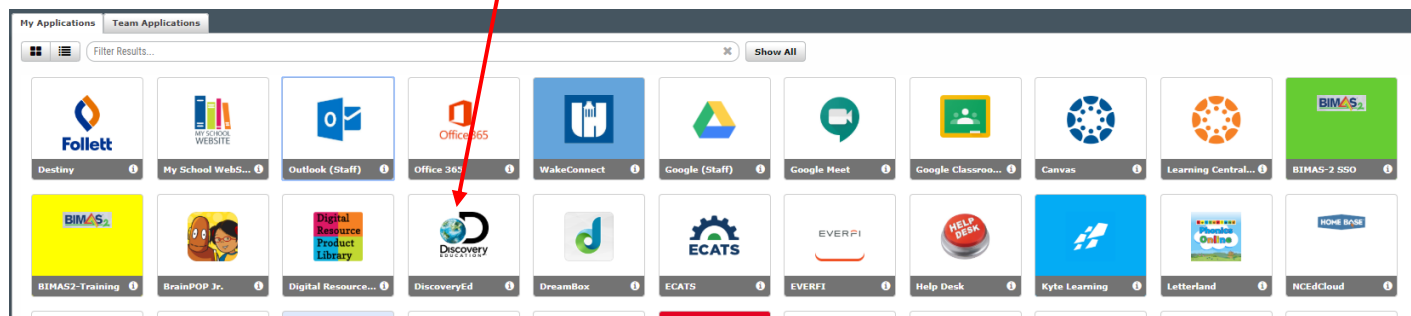 My Applications Team Applications
Filter Results... Show All
Follett
MY SCHOOL
WEBSITE
Office 365
BIMAS2
Destiny My School WebS... Outlook (Staff) Office 365 WakeConnect Google (Staff) Google Meet Google Classroo... Canvas Learning Central... BIMAS-2 SSO
BIMAS2
Digital
Resource
Product
Library
Discovery
EDUCATION
ECATS
EVERFI
HELP
DESK
Phonics
Online
HOME BASE
BIMAS2-Training BrainPOP Jr. Digital Resource... DiscoveryEd DreamBox ECATS EVERFI Help Desk Kyte Learning Letterland NCEdCloud